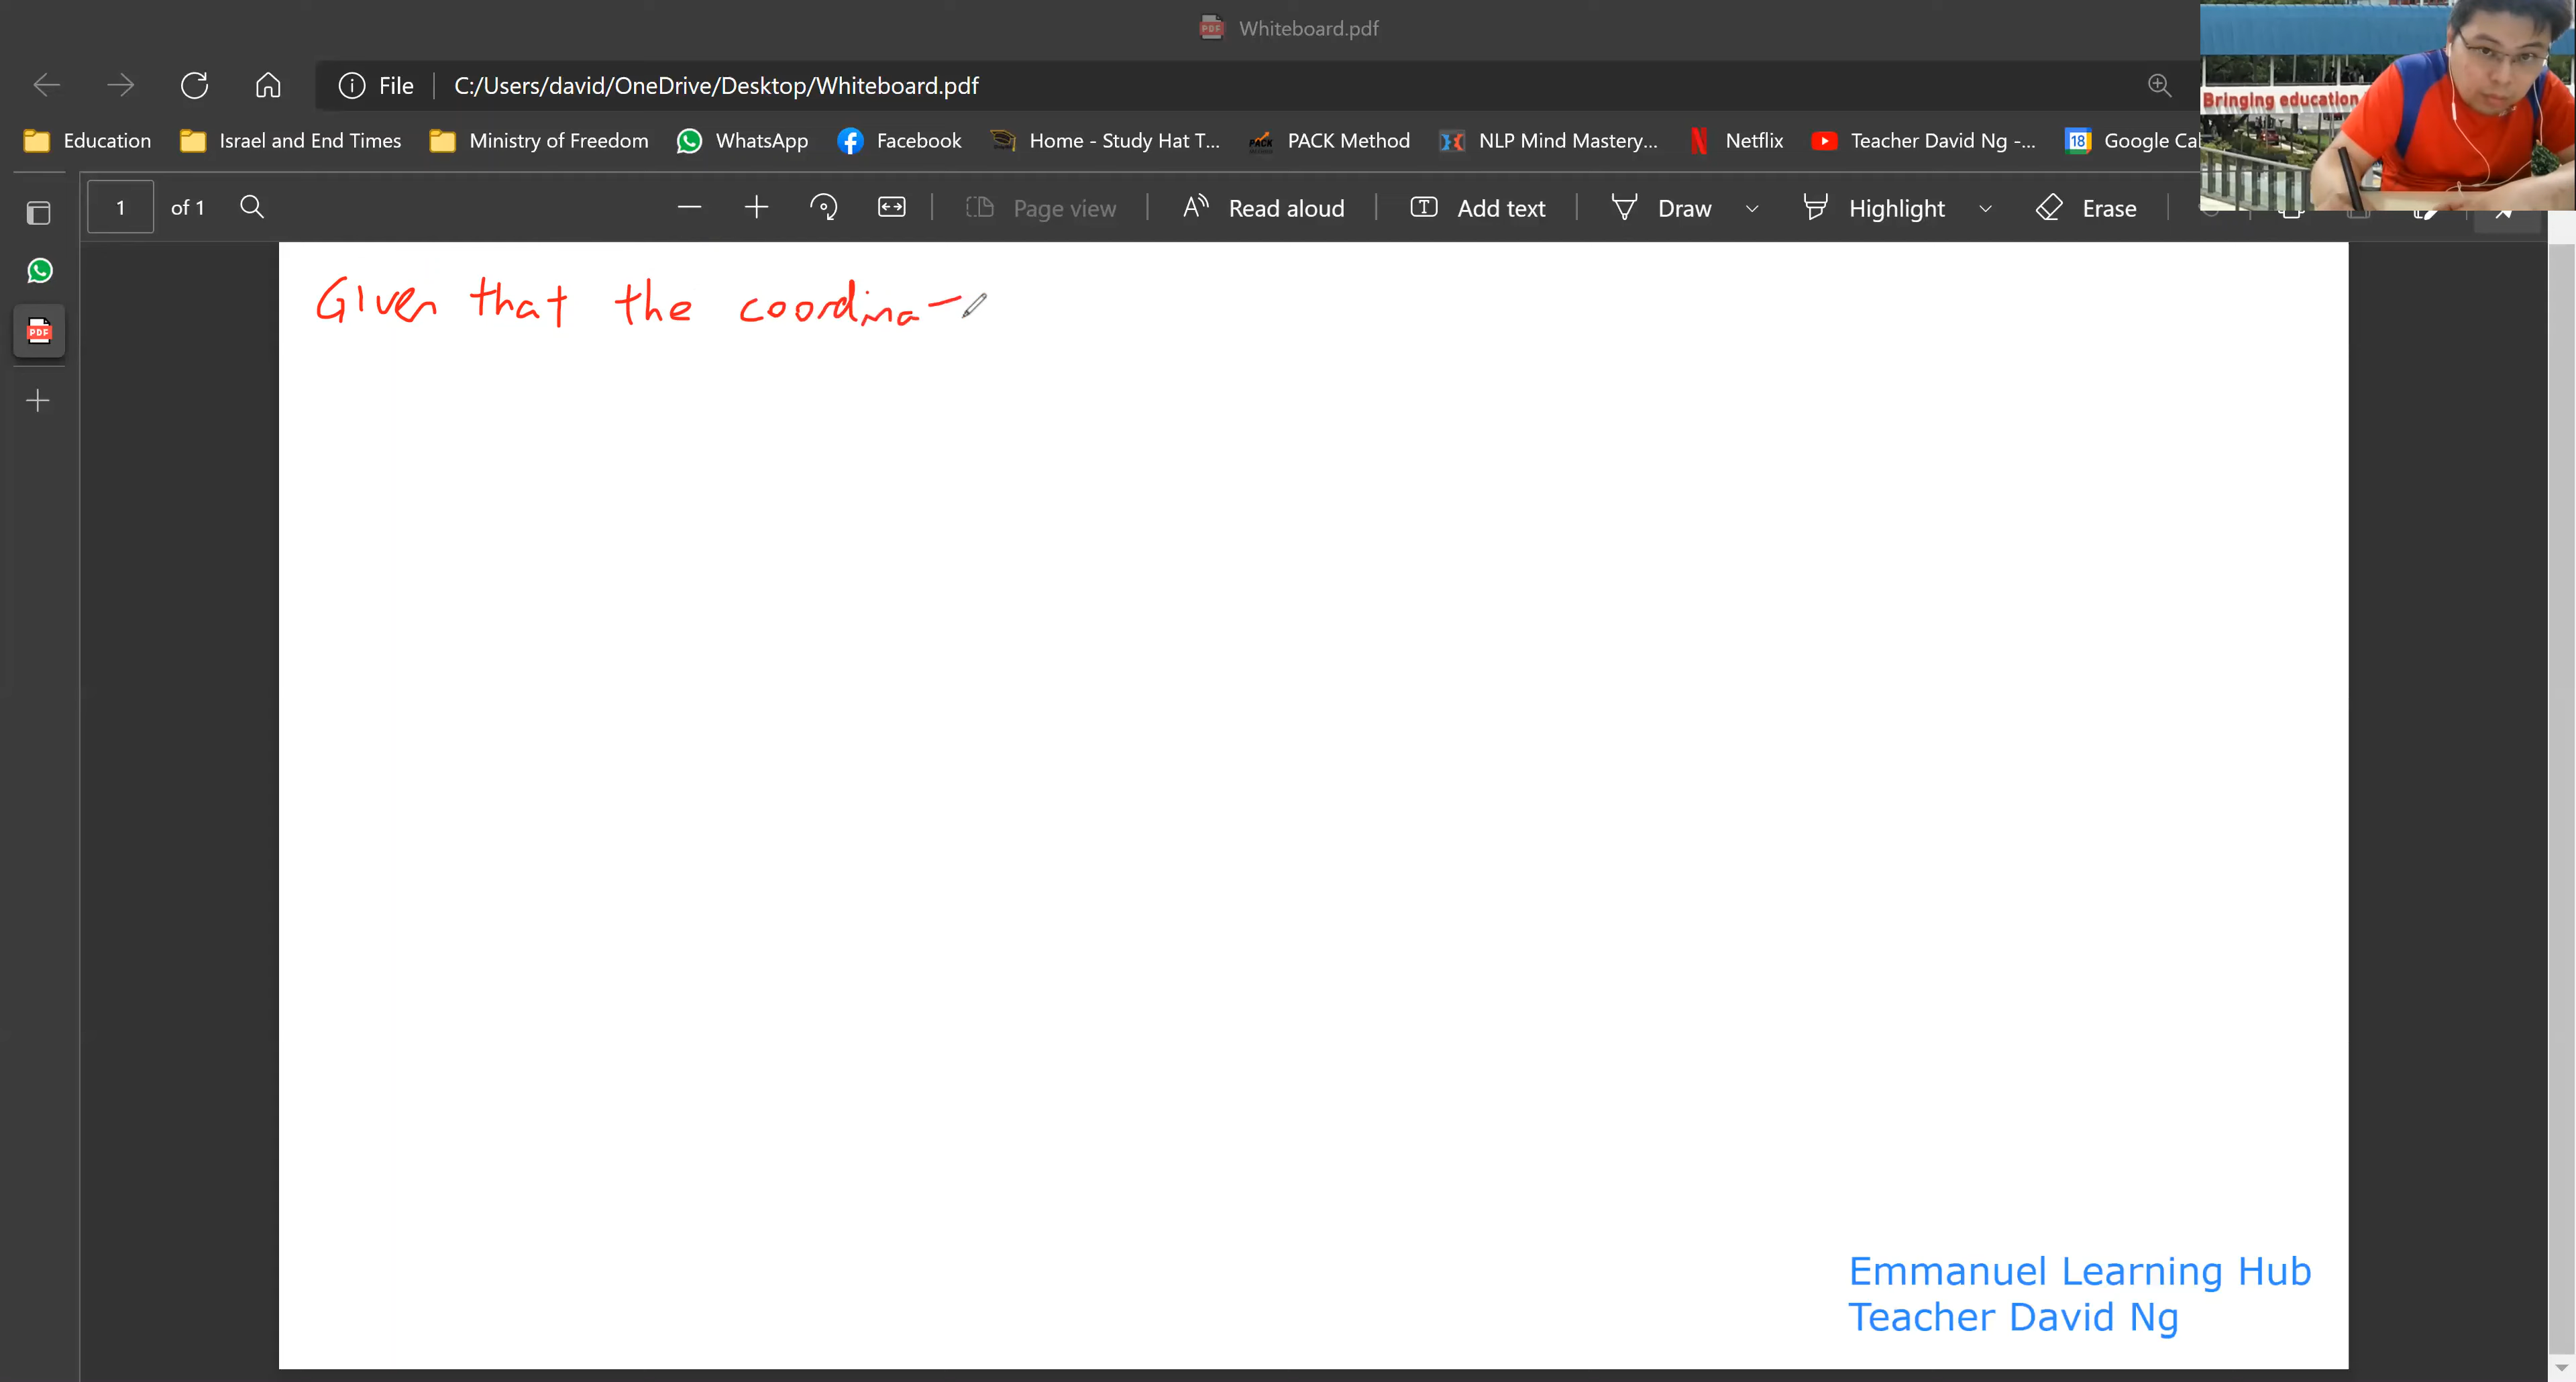 Whiteboard.pdf
File C:/Users/david/OneDrive/Desktop/Whiteboard.pdf
Bringing education
Education Israel and End Times Ministry of Freedom WhatsApp Facebook Home - Study Hat T... PACK Method NLP Mind Mastery... Netflix Teacher David Ng -... 18 Google Ca
1 of 1 Page view Read aloud Add text Draw Highlight Erase
PDF
Given that the coordina
Emmanuel Learning Hub
Teacher David Ng